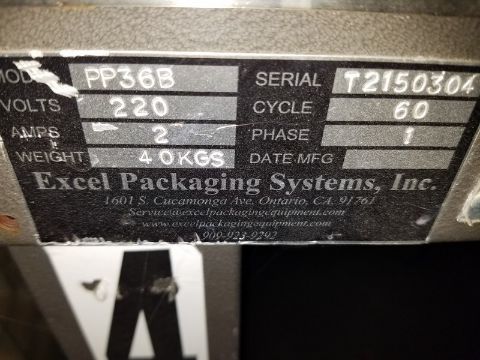 MOD PP36B SERIAL T2150304
VOLTS 220 CYCLE 60
AMPS 2 PHASE 1
WEIGHT 40KGS DATE MFG
Excel Packaging Systems, Inc.
1601 S. Cucamonga Ave. Ontario, CA. 91761
Service@excelpackagingequipment.com
www.excelpackagingequipment.com
909-923-9292